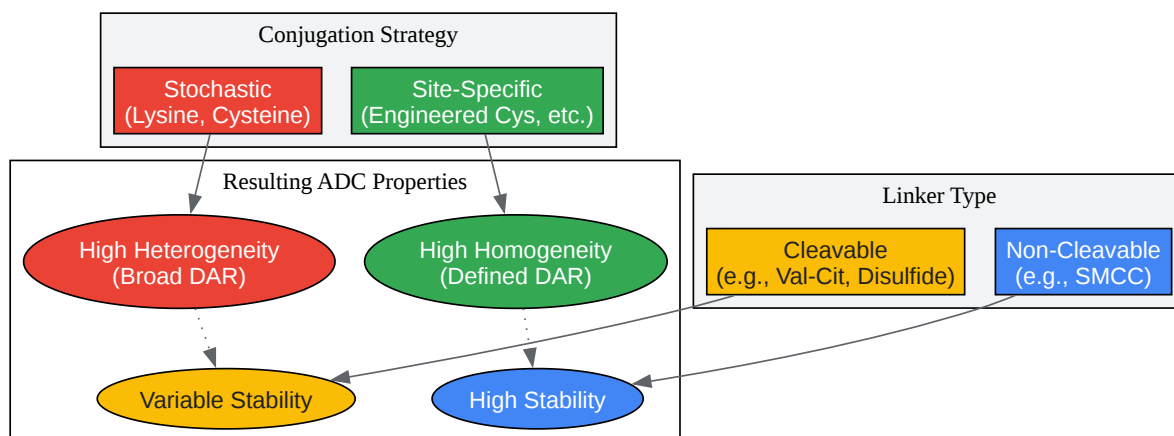 Conjugation Strategy
Stochastic
(Lysine, Cysteine)
Site-Specific
(Engineered Cys, etc.)
Resulting ADC Properties
High Heterogeneity
(Broad DAR)
High Homogeneity
(Defined DAR)
Variable Stability
High Stability
Linker Type
Cleavable
(e.g., Val-Cit, Disulfide)
Non-Cleavable
(e.g., SMCC)